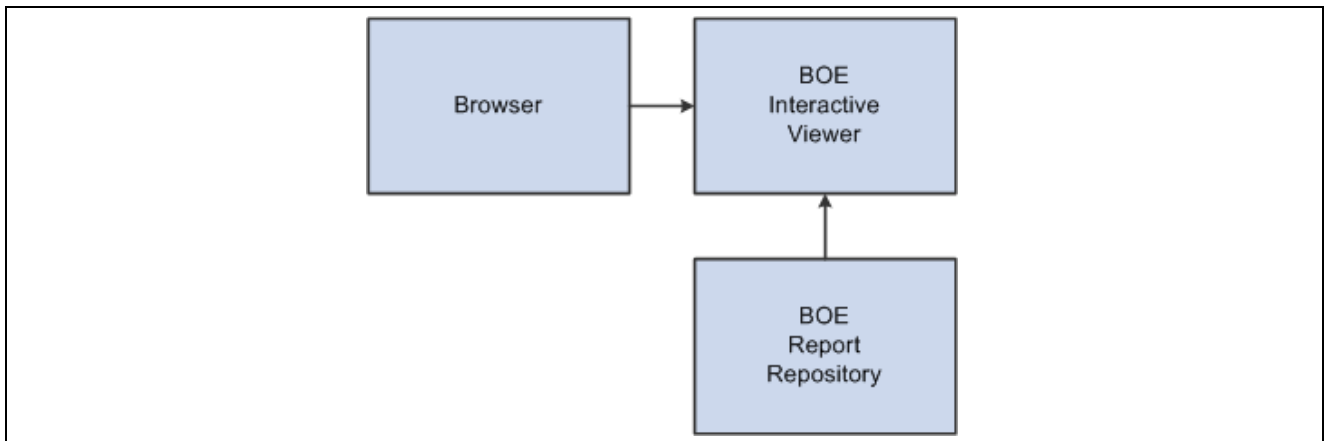 Browser
BOE
Interactive
Viewer
BOE
Report
Repository